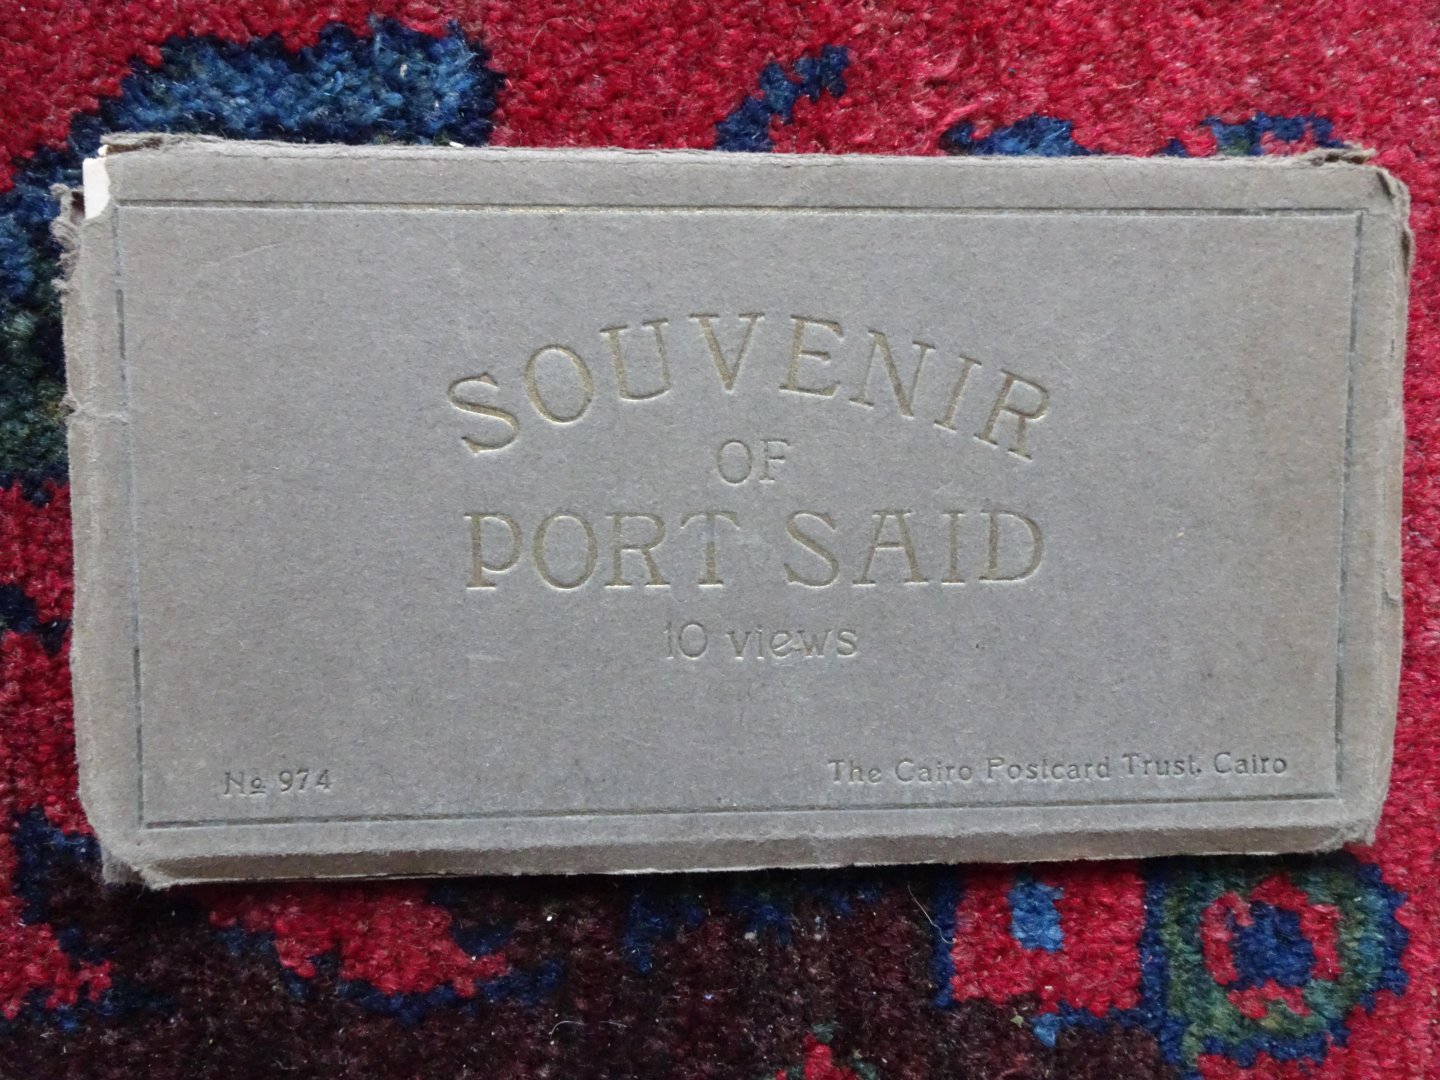 SOUVENIR
OF
PORT SAID
10 views
No 974
The Cairo Postcard Trust. Cairo